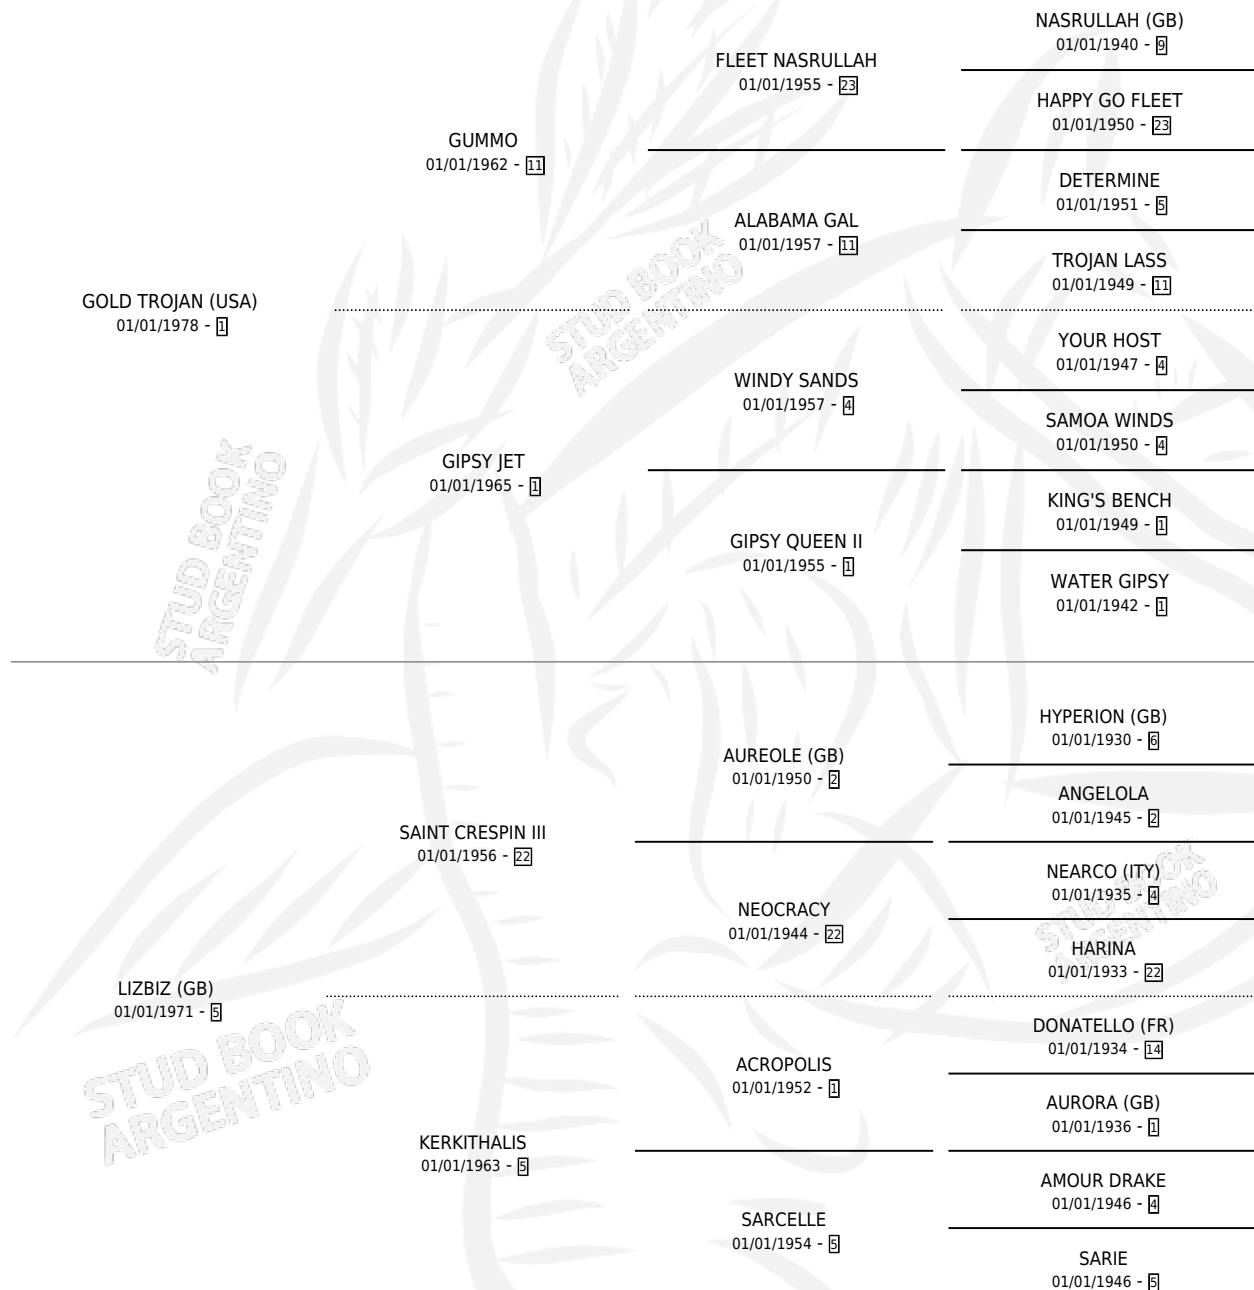 NASRULLAH (GB)
01/01/1940 - 9
FLEET NASRULLAH
01/01/1955 - 23
HAPPY GO FLEET
01/01/1950 - 23
GUMMO
01/01/1962 - 11
DETERMINE
01/01/1951 - 5
ALABAMA GAL
01/01/1957 - 11
TROJAN LASS
01/01/1949 - 11
GOLD TROJAN (USA)
01/01/1978 - 1
YOUR HOST
01/01/1947 - 4
WINDY SANDS
01/01/1957 - 4
SAMOA WINDS
01/01/1950 - 4
GIPSY JET
01/01/1965 - 1
KING'S BENCH
01/01/1949 - 1
GIPSY QUEEN II
01/01/1955 - 1
WATER GIPSY
01/01/1942 - 1
HYPERION (GB)
01/01/1930 - 6
AUREOLE (GB)
01/01/1950 - 2
ANGELOLA
01/01/1945 - 2
SAINT CRESPIN III
01/01/1956 - 22
NEARCO (ITY)
01/01/1935 - 4
NEOCRACY
01/01/1944 - 22
HARINA
01/01/1933 - 22
LIZBIZ (GB)
01/01/1971 - 5
DONATELLO (FR)
01/01/1934 - 14
ACROPOLIS
01/01/1952 - 1
AURORA (GB)
01/01/1936 - 1
KERKITHALIS
01/01/1963 - 5
AMOUR DRAKE
01/01/1946 - 4
SARCELLE
01/01/1954 - 5
SARIE
01/01/1946 - 5
STUD BOOK
ARGENTINO
STUD BOOK
ARGENTINO
STUD BOOK
ARGENTINO
STUD BOOK
ARGENTINO